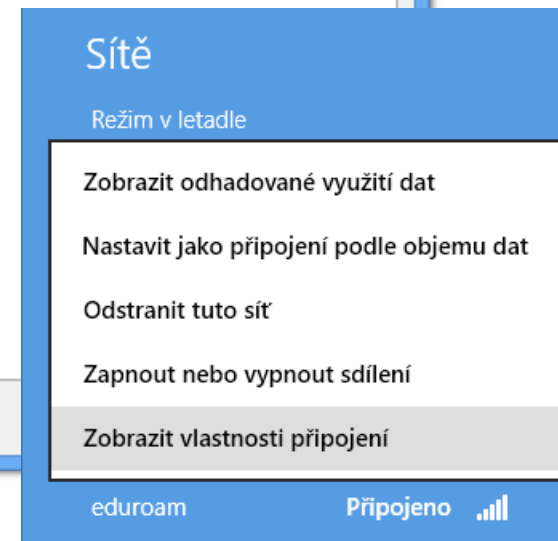 Sítě
Režim v letadle
Zobrazit odhadované využití dat
Nastavit jako připojení podle objemu dat
Odstranit tuto síť
Zapnout nebo vypnout sdílení
Zobrazit vlastnosti připojení
eduroam Připojeno